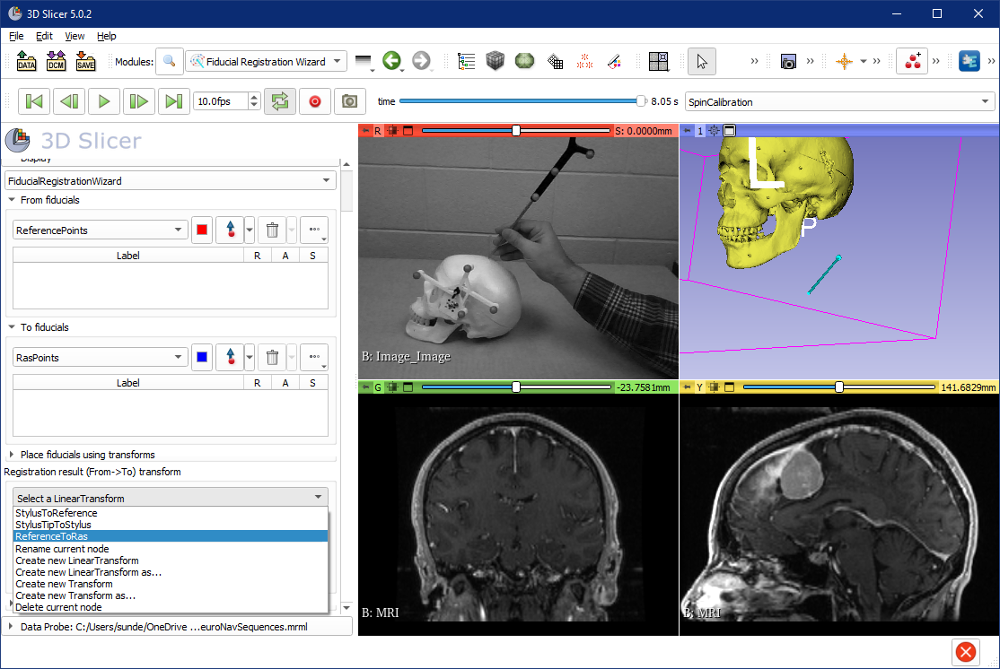 3D Slicer 5.0.2
File Edit View Help
DATA DCM SAVE Modules: Fiducial Registration Wizard
10.0fps time 8.05 s SpinCalibration
3D Slicer
Display
FiducialRegistrationWizard
From fiducials
ReferencePoints
Label R A S
To fiducials
RasPoints
Label R A S
Place fiducials using transforms
Registration result (From->To) transform
Select a LinearTransform
StylusToReference
StylusTipToStylus
ReferenceToRas
Rename current node
Create new LinearTransform
Create new LinearTransform as...
Create new Transform
Create new Transform as...
Delete current node
Data Probe: C:/Users/sunde/OneDrive ...euroNavSequences.mrml
R S: 0.0000mm
B: Image_Image
1
L
P
G -23.7581mm
B: MRI
Y 141.6829mm
B: MRI